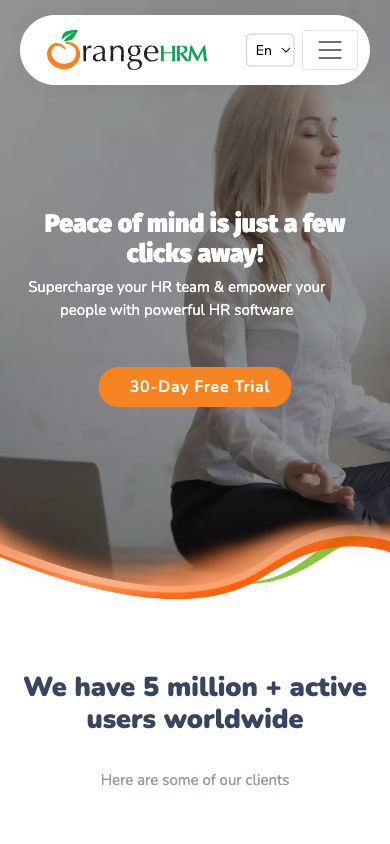 OrangeHRM
En
Peace of mind is just a few
clicks away!
Supercharge your HR team & empower your
people with powerful HR software
30-Day Free Trial
We have 5 million + active
users worldwide
Here are some of our clients